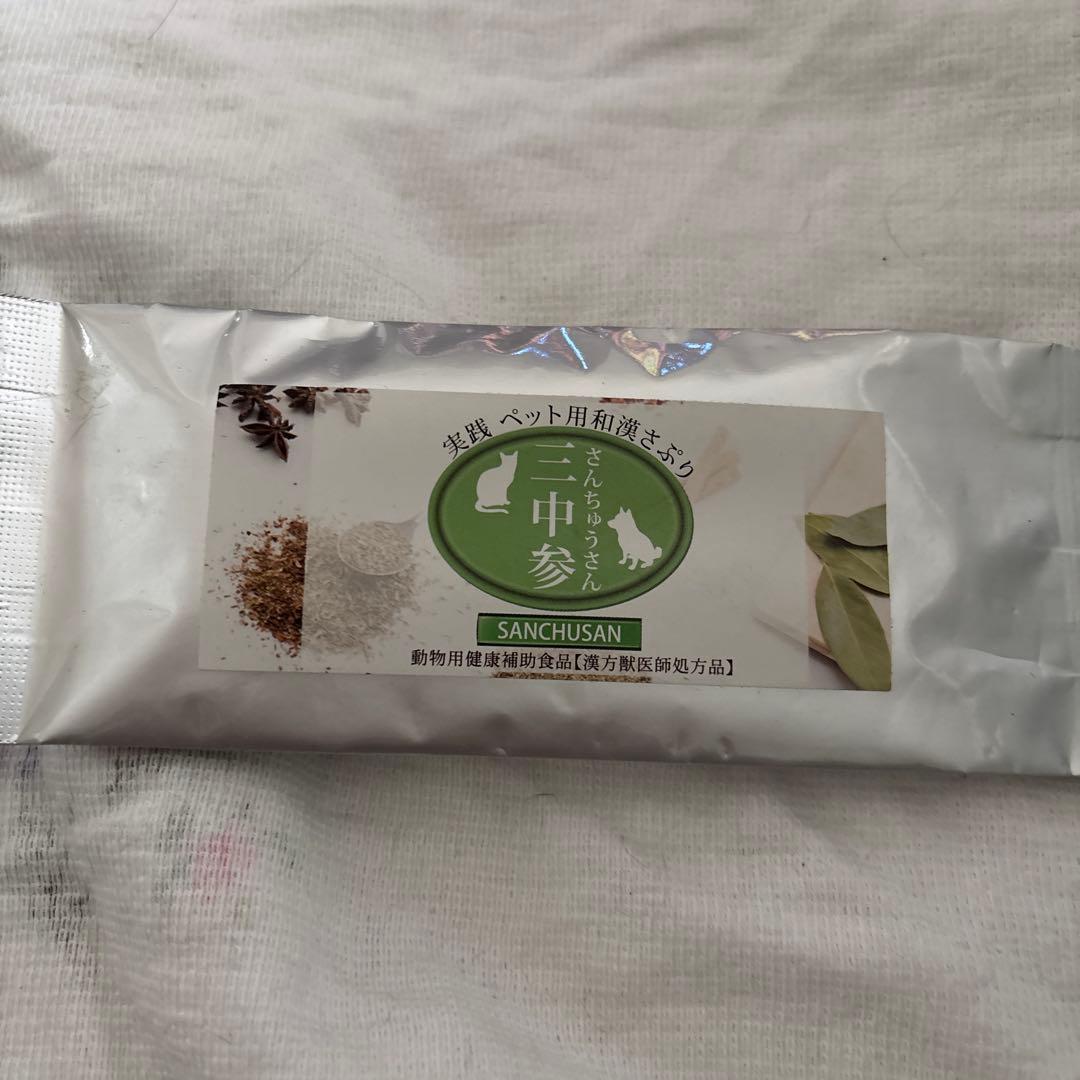 実践 ペット用和漢さぷり
三中参
さんちゅうさん
SANCHUSAN
動物用健康補助食品【漢方獣医師処方品】